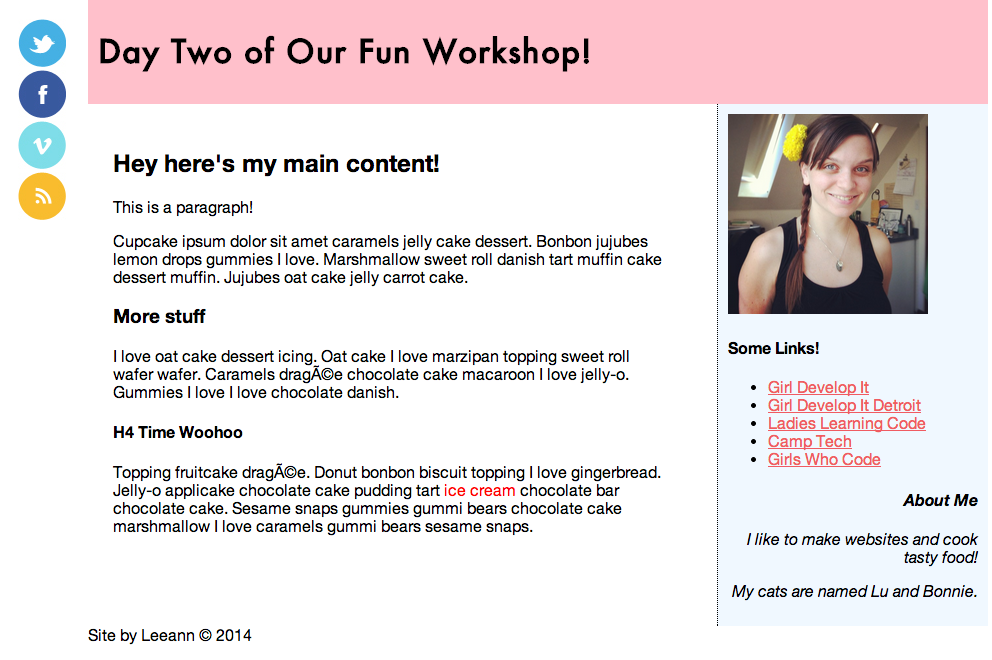 Day Two of Our Fun Workshop!
Hey here's my main content!
This is a paragraph!
Cupcake ipsum dolor sit amet caramels jelly cake dessert. Bonbon jujubes
lemon drops gummies I love. Marshmallow sweet roll danish tart muffin cake
dessert muffin. Jujubes oat cake jelly carrot cake.
More stuff
I love oat cake dessert icing. Oat cake I love marzipan topping sweet roll
wafer wafer. Caramels dragÃ©e chocolate cake macaroon I love jelly-o.
Gummies I love I love chocolate danish.
H4 Time Woohoo
Topping fruitcake dragÃ©e. Donut bonbon biscuit topping I love gingerbread.
Jelly-o applicake chocolate cake pudding tart ice cream chocolate bar
chocolate cake. Sesame snaps gummies gummi bears chocolate cake
marshmallow I love caramels gummi bears sesame snaps.
Some Links!
Girl Develop It
Girl Develop It Detroit
Ladies Learning Code
Camp Tech
Girls Who Code
About Me
I like to make websites and cook
tasty food!
My cats are named Lu and Bonnie.
Site by Leeann © 2014